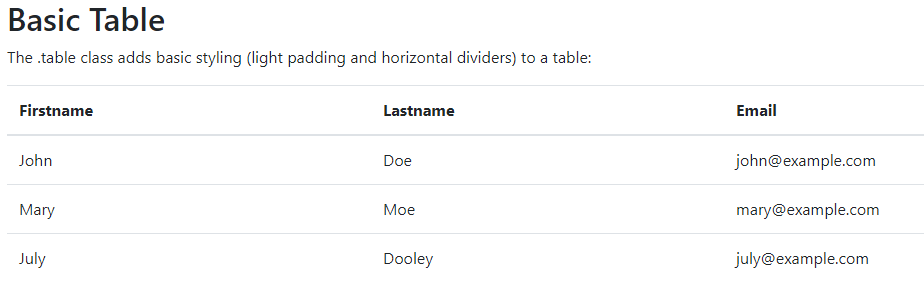 Basic Table
The .table class adds basic styling (light padding and horizontal dividers) to a table:
Firstname Lastname Email
John Doe john@example.com
Mary Moe mary@example.com
July Dooley july@example.com